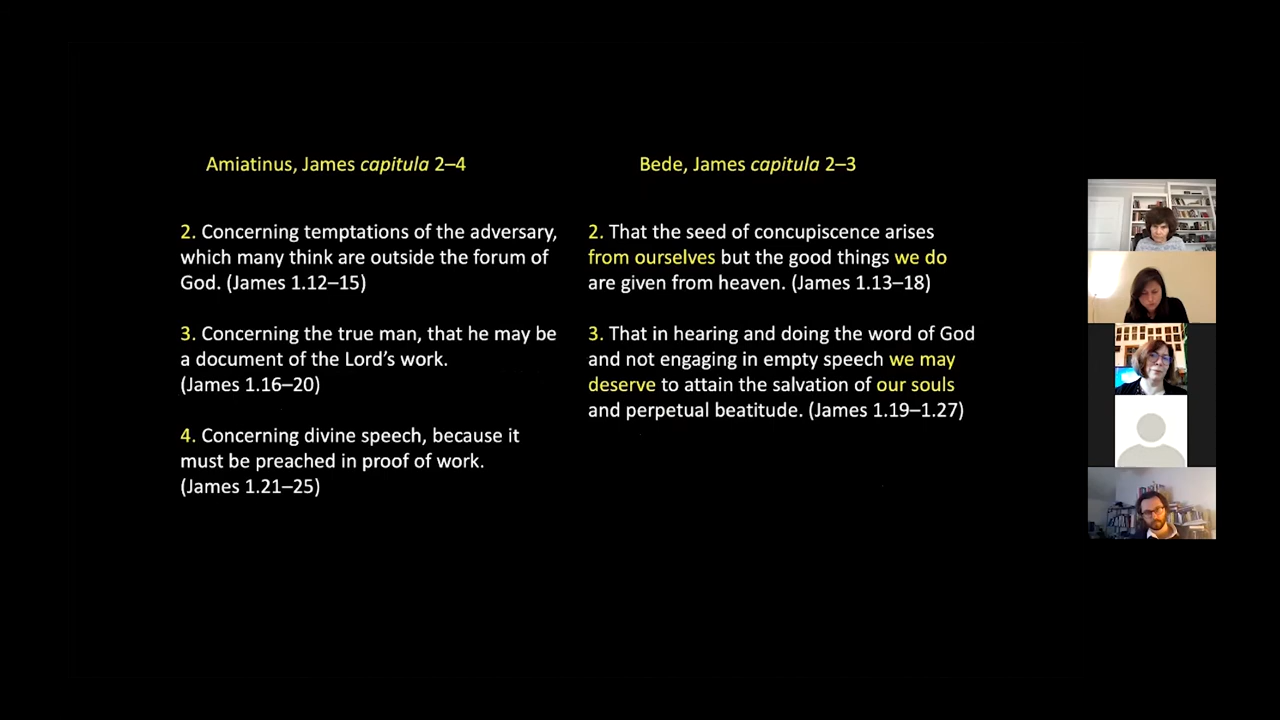 Amiatinus, James capitula 2–4
2. Concerning temptations of the adversary,
which many think are outside the forum of
God. (James 1.12–15)
3. Concerning the true man, that he may be
a document of the Lord's work.
(James 1.16–20)
4. Concerning divine speech, because it
must be preached in proof of work.
(James 1.21–25)
Bede, James capitula 2–3
2. That the seed of concupiscence arises
from ourselves but the good things we do
are given from heaven. (James 1.13–18)
3. That in hearing and doing the word of God
and not engaging in empty speech we may
deserve to attain the salvation of our souls
and perpetual beatitude. (James 1.19–1.27)